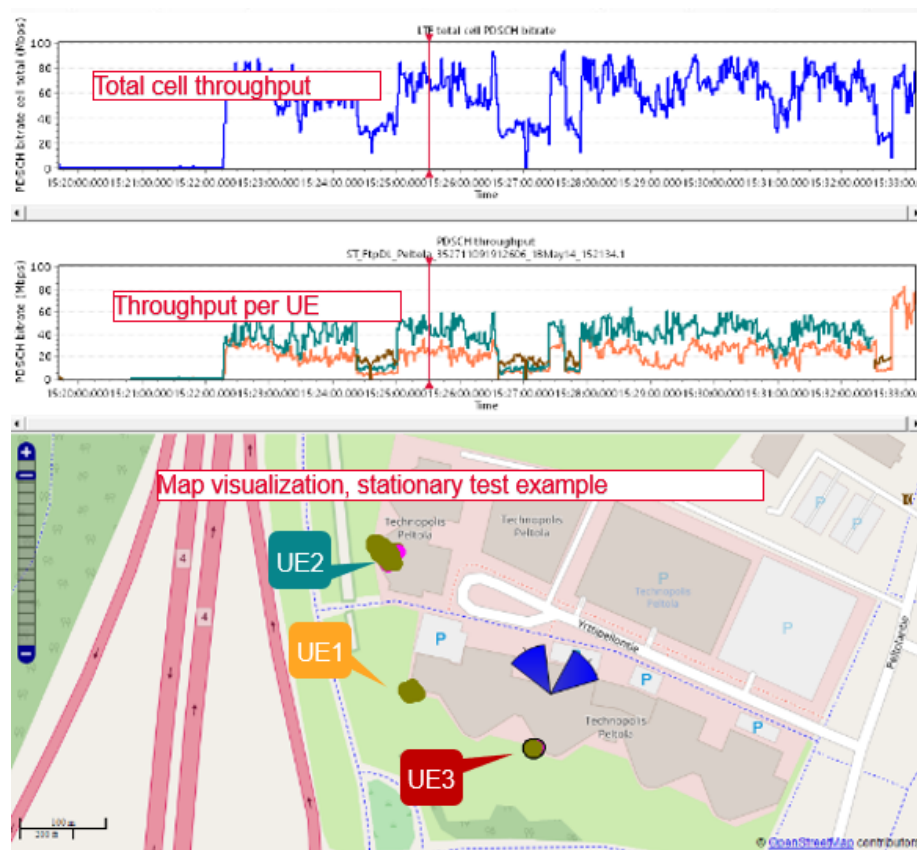 LTE total cell PDSCH bitrate
PDSCH bitrate cell total (Mbps)
100
80
60
40
20
0
Total cell throughput
15:20:00.000 15:21:00.000 15:22:00.000 15:23:00.000 15:24:00.000 15:25:00.000 15:26:00.000 15:27:00.000 15:28:00.000 15:29:00.000 15:30:00.000 15:31:00.000 15:32:00.000 15:33:00.000
Time
PDSCH throughput
ST_FtpDL_Peltola_352711091912606_18May14_152134.1
PDSCH bitrate (Mbps)
100
80
60
40
20
0
Throughput per UE
15:20:00.000 15:21:00.000 15:22:00.000 15:23:00.000 15:24:00.000 15:25:00.000 15:26:00.000 15:27:00.000 15:28:00.000 15:29:00.000 15:30:00.000 15:31:00.000 15:32:00.000 15:33:00.000
Time
Map visualization, stationary test example
Technopolis
Peltola
Technopolis
Peltola
P
P
P
Technopolis
Peltola
4
4
UE2
P
UE1
P
P
Peltolantie
Technopolis
Peltola
UE3
100 m
200 m
© OpenStreetMap contributors